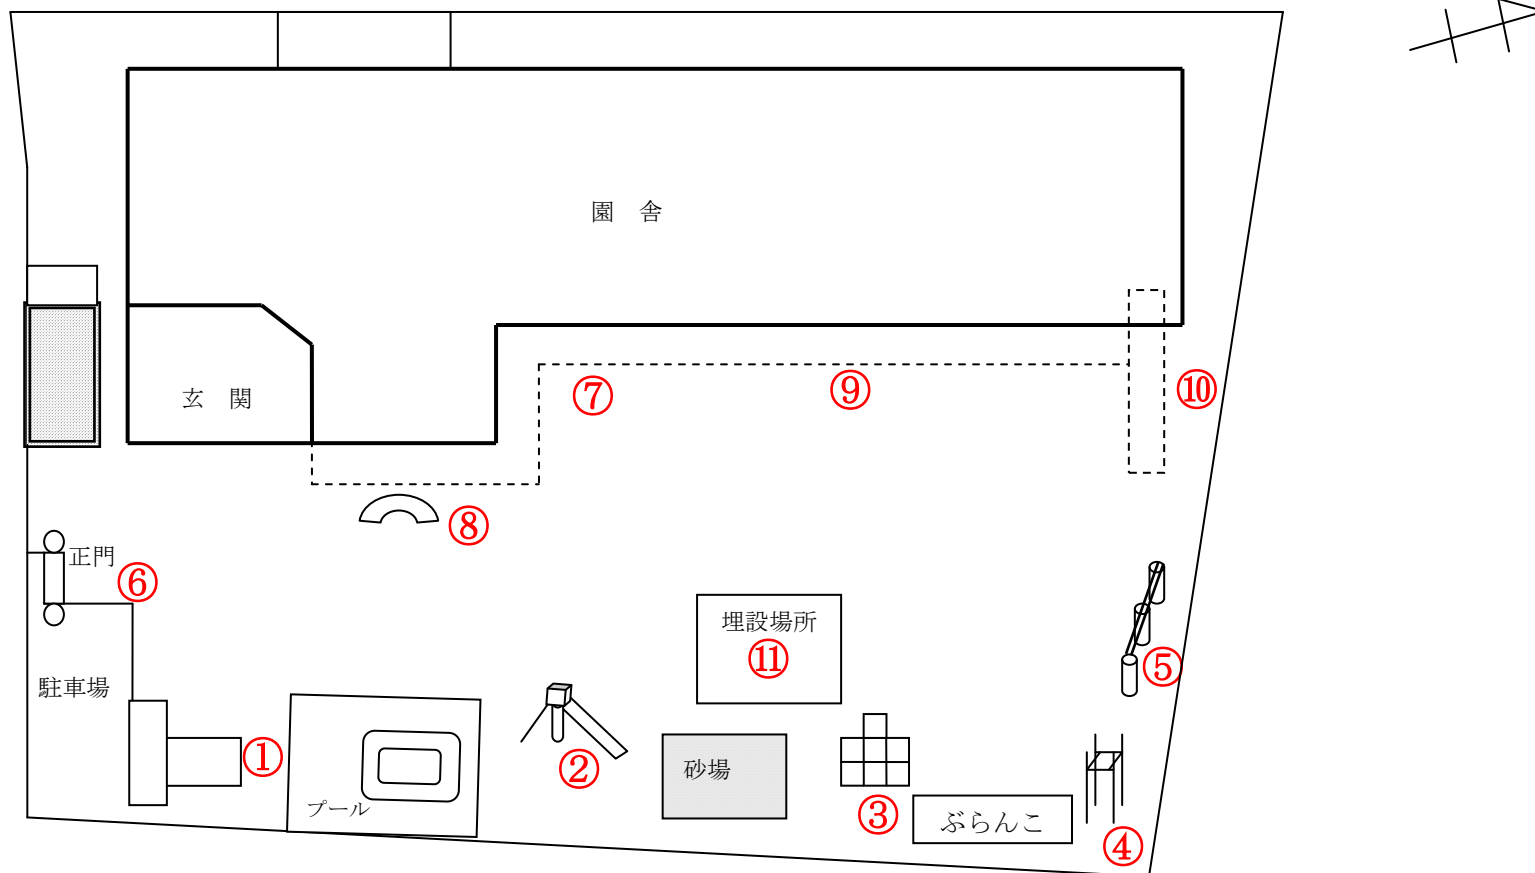 園　舎
玄　関
⑦
⑨
⑩
⑧
正門
⑥
埋設場所
⑪
⑤
駐車場
①
②
砂場
プール
③
ぶらんこ
④